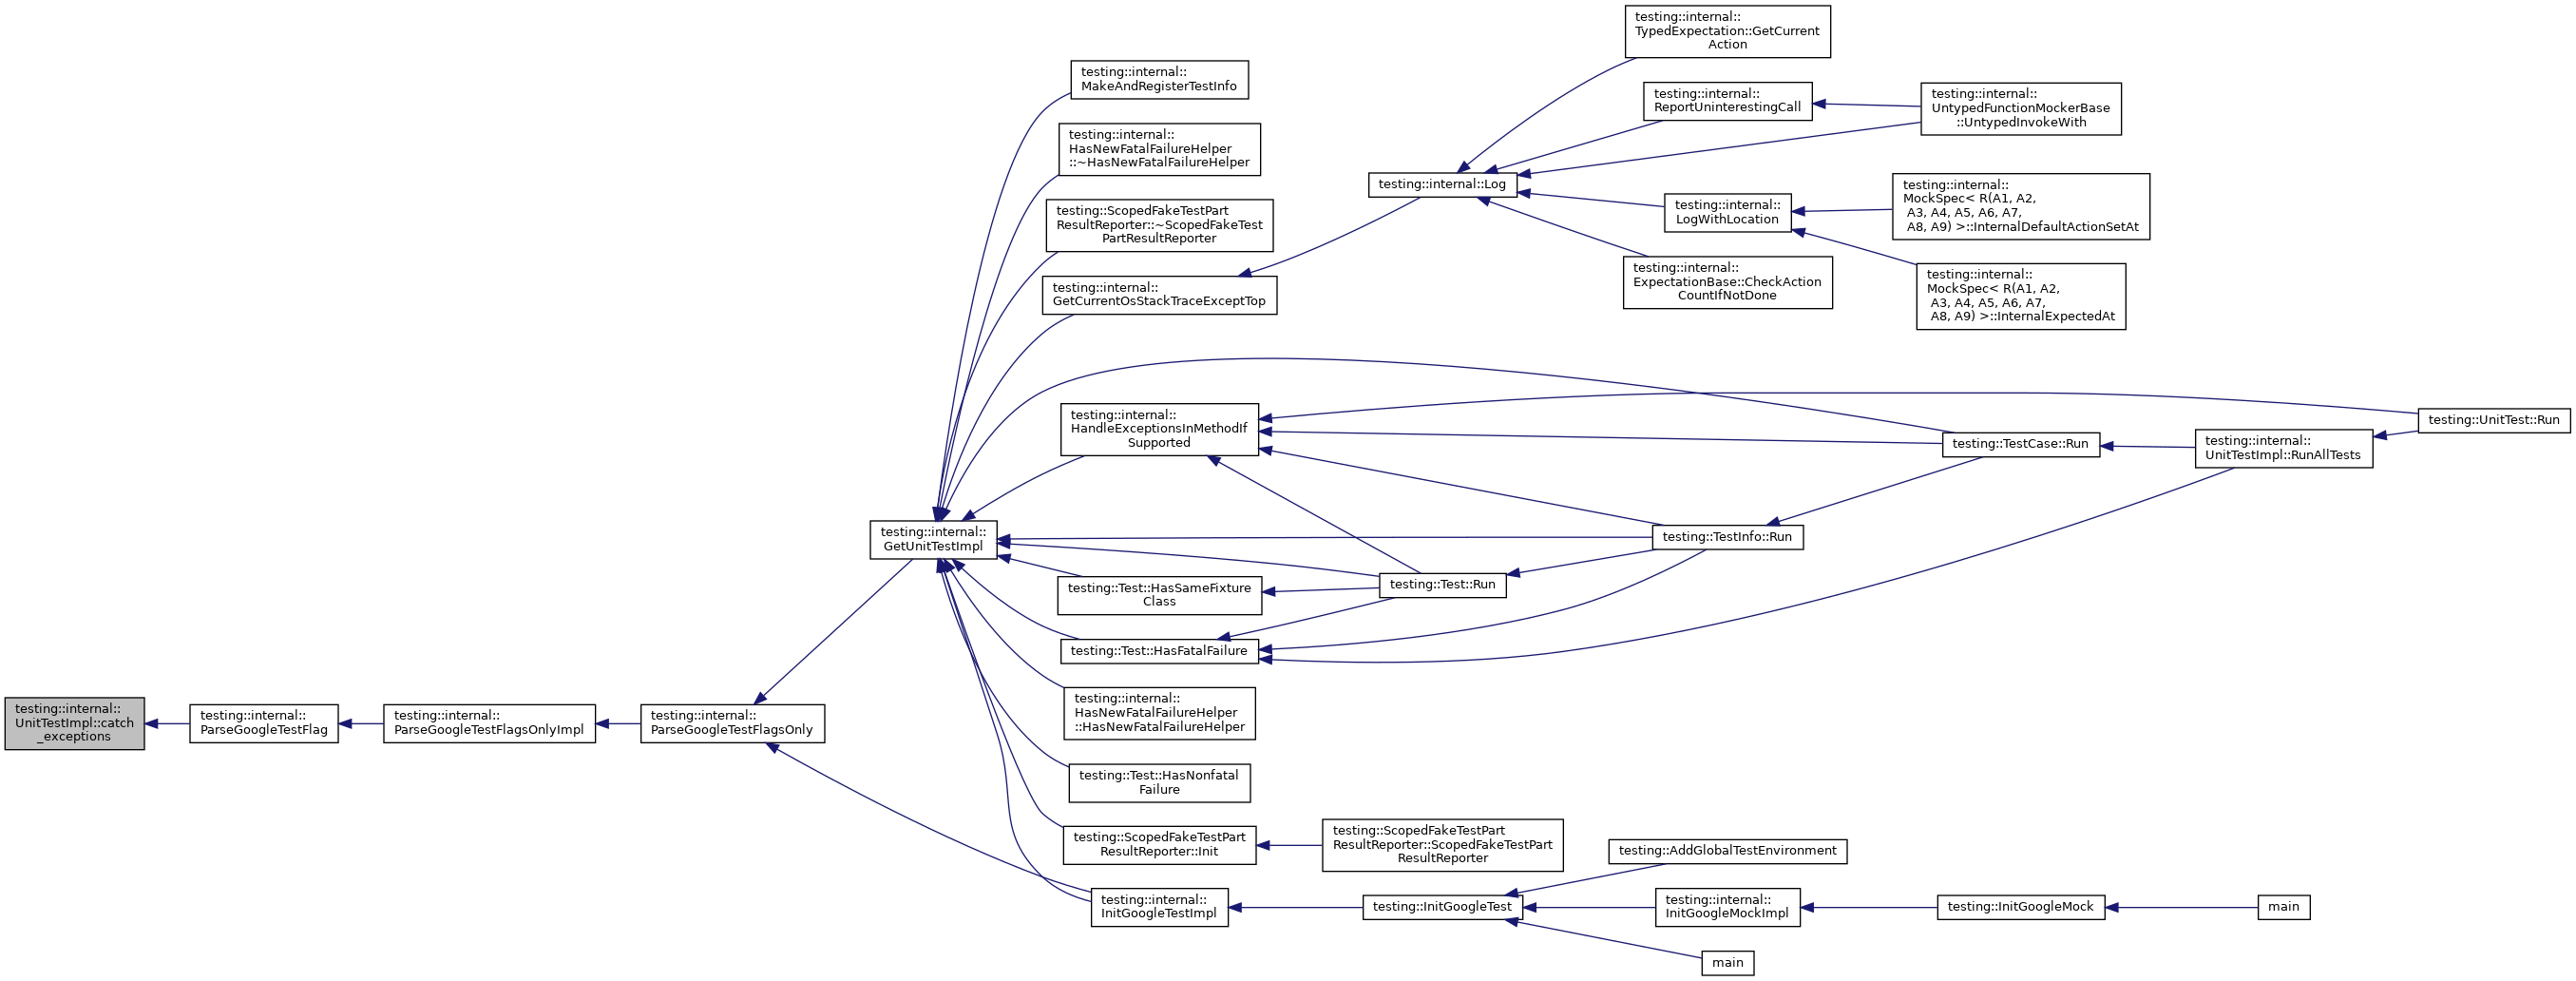 testing::internal::
TypedExpectation::GetCurrent
Action
testing::internal::
MakeAndRegisterTestInfo
testing::internal::
ReportUninterestingCall
testing::internal::
UntypedFunctionMockerBase
::UntypedInvokeWith
testing::internal::
HasNewFatalFailureHelper
::~HasNewFatalFailureHelper
testing::internal::Log
testing::internal::
LogWithLocation
testing::internal::
MockSpec< R(A1, A2,
A3, A4, A5, A6, A7,
A8, A9) >::InternalDefaultActionSetAt
testing::ScopedFakeTestPart
ResultReporter::~ScopedFakeTest
PartResultReporter
testing::internal::
GetCurrentOsStackTraceExceptTop
testing::internal::
ExpectationBase::CheckAction
CountIfNotDone
testing::internal::
MockSpec< R(A1, A2,
A3, A4, A5, A6, A7,
A8, A9) >::InternalExpectedAt
testing::internal::
HandleExceptionsInMethodIf
Supported
testing::TestCase::Run
testing::internal::
UnitTestImpl::RunAllTests
testing::UnitTest::Run
testing::internal::
GetUnitTestImpl
testing::TestInfo::Run
testing::Test::HasSameFixture
Class
testing::Test::Run
testing::Test::HasFatalFailure
testing::internal::
UnitTestImpl::catch
_exceptions
testing::internal::
ParseGoogleTestFlag
testing::internal::
ParseGoogleTestFlagsOnlyImpl
testing::internal::
ParseGoogleTestFlagsOnly
testing::internal::
HasNewFatalFailureHelper
::HasNewFatalFailureHelper
testing::Test::HasNonfatal
Failure
testing::ScopedFakeTestPart
ResultReporter::Init
testing::ScopedFakeTestPart
ResultReporter::ScopedFakeTestPart
ResultReporter
testing::AddGlobalTestEnvironment
testing::internal::
InitGoogleTestImpl
testing::InitGoogleTest
testing::internal::
InitGoogleMockImpl
testing::InitGoogleMock
main
main